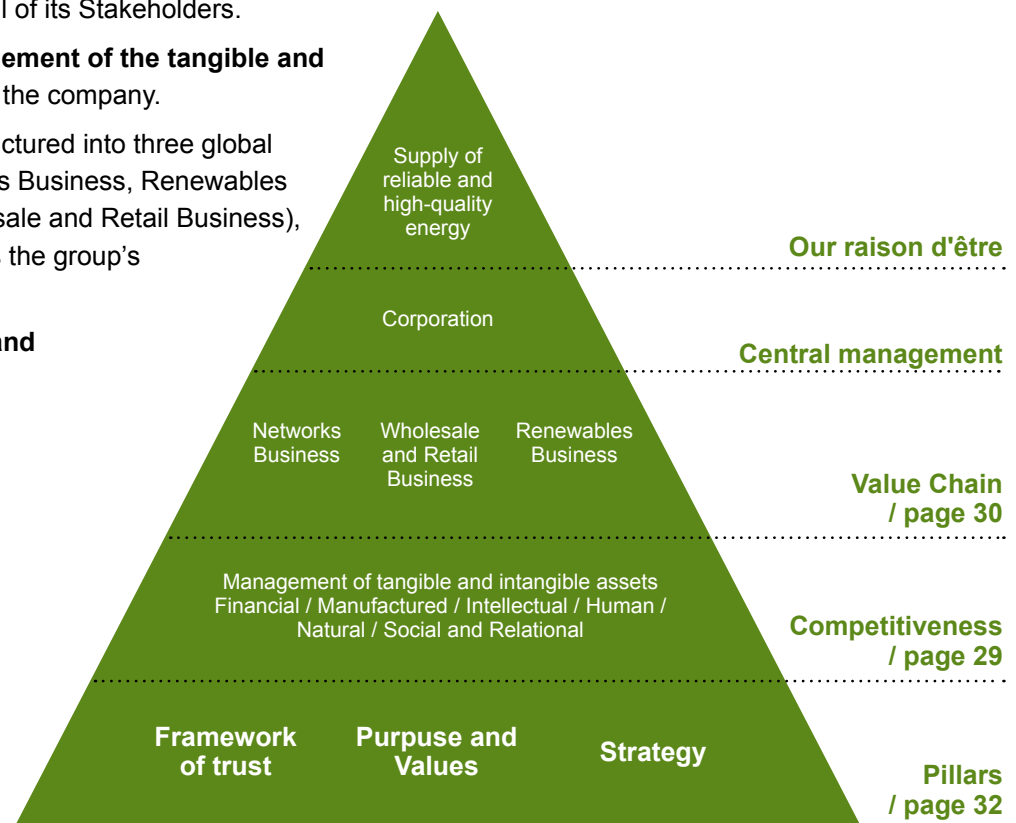 l of its Stakeholders.
ement of the tangible and
the company.
ctured into three global
s Business, Renewables
sale and Retail Business),
the group's
and
Supply of
reliable and
high-quality
energy
Our raison d'être
Corporation
Central management
Networks
Business
Wholesale
and Retail
Business
Renewables
Business
Value Chain
/ page 30
Management of tangible and intangible assets
Financial / Manufactured / Intellectual / Human /
Natural / Social and Relational
Competitiveness
/ page 29
Framework
of trust
Purpuse and
Values
Strategy
Pillars
/ page 32